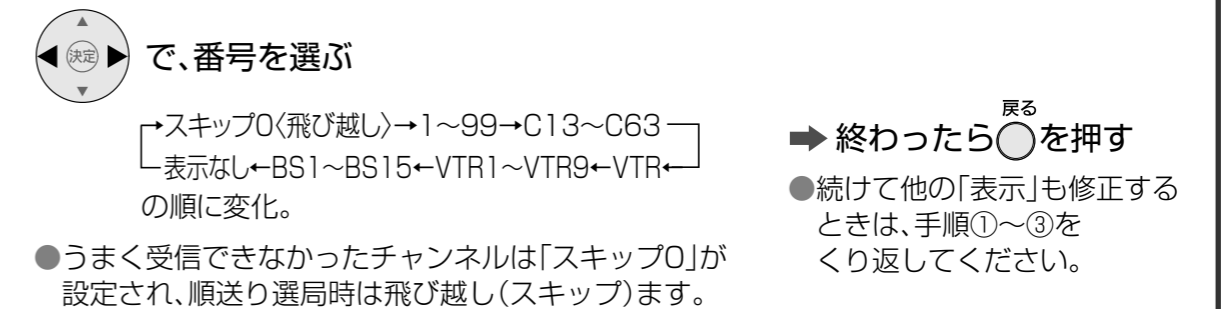 決定 で、番号を選ぶ
→スキップ0〈飛び越し〉→1～99→C13～C63
表示なし←BS1～BS15←VTR1～VTR9←VTR←
の順に変化。
●うまく受信できなかったチャンネルは「スキップ0」が
設定され、順送り選局時は飛び越し(スキップ)ます。
戻る
➡終わったら○を押す
●続けて他の「表示」も修正する
ときは、手順①～③を
くり返してください。